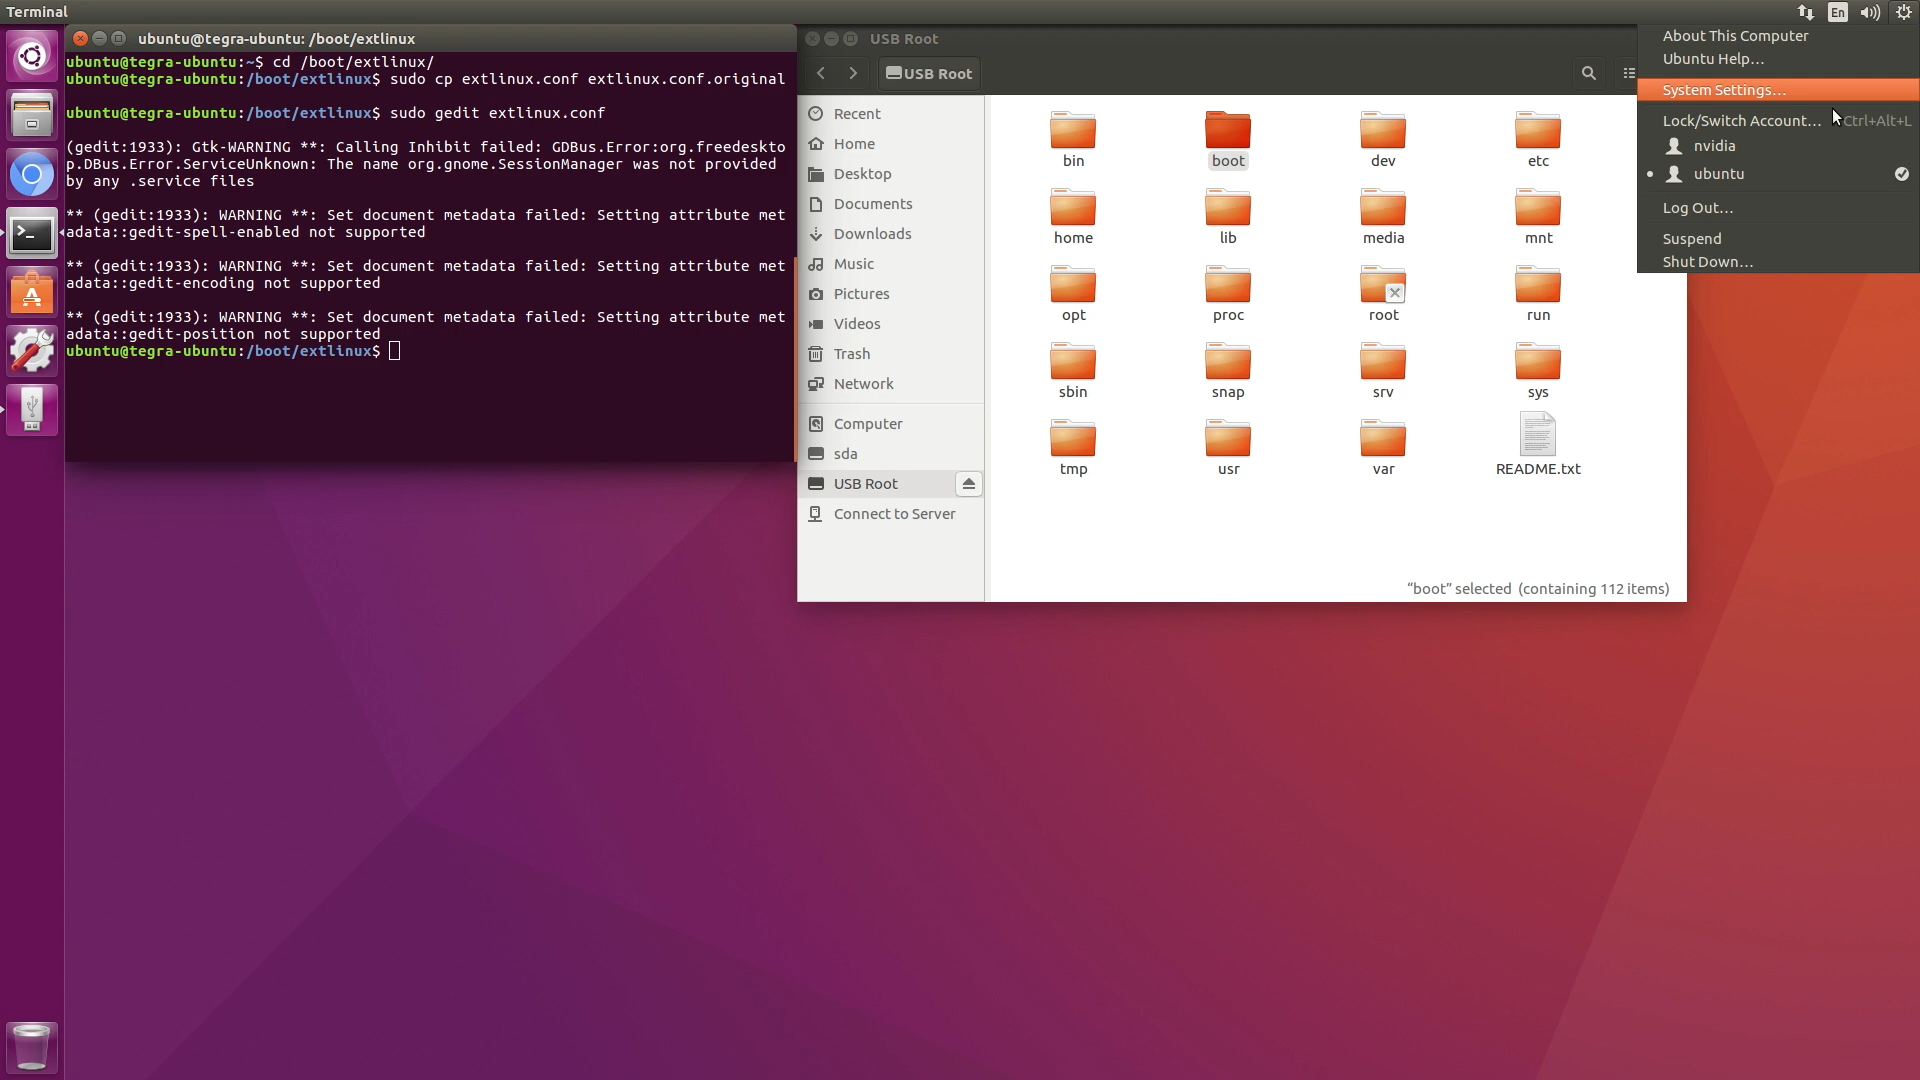 Terminal
En
ubuntu@tegra-ubuntu: /boot/extlinux
ubuntu@tegra-ubuntu:~$ cd /boot/extlinux/
ubuntu@tegra-ubuntu:/boot/extlinux$ sudo cp extlinux.conf extlinux.conf.original
ubuntu@tegra-ubuntu:/boot/extlinux$ sudo gedit extlinux.conf
(gedit:1933): Gtk-WARNING **: Calling Inhibit failed: GDBus.Error:org.freedeskto
p.DBus.Error.ServiceUnknown: The name org.gnome.SessionManager was not provided
by any .service files
** (gedit:1933): WARNING **: Set document metadata failed: Setting attribute met
adata::gedit-spell-enabled not supported
** (gedit:1933): WARNING **: Set document metadata failed: Setting attribute met
adata::gedit-encoding not supported
** (gedit:1933): WARNING **: Set document metadata failed: Setting attribute met
adata::gedit-position not supported
ubuntu@tegra-ubuntu:/boot/extlinux$
USB Root
USB Root
Recent
Home
Desktop
Documents
Downloads
Music
Pictures
Videos
Trash
Network
Computer
sda
USB Root
Connect to Server
bin boot dev etc
home lib media mnt
opt proc root run
sbin snap srv sys
tmp usr var README.txt
“boot” selected (containing 112 items)
About This Computer
Ubuntu Help...
System Settings...
Lock/Switch Account... Ctrl+Alt+L
nvidia
ubuntu
Log Out...
Suspend
Shut Down...